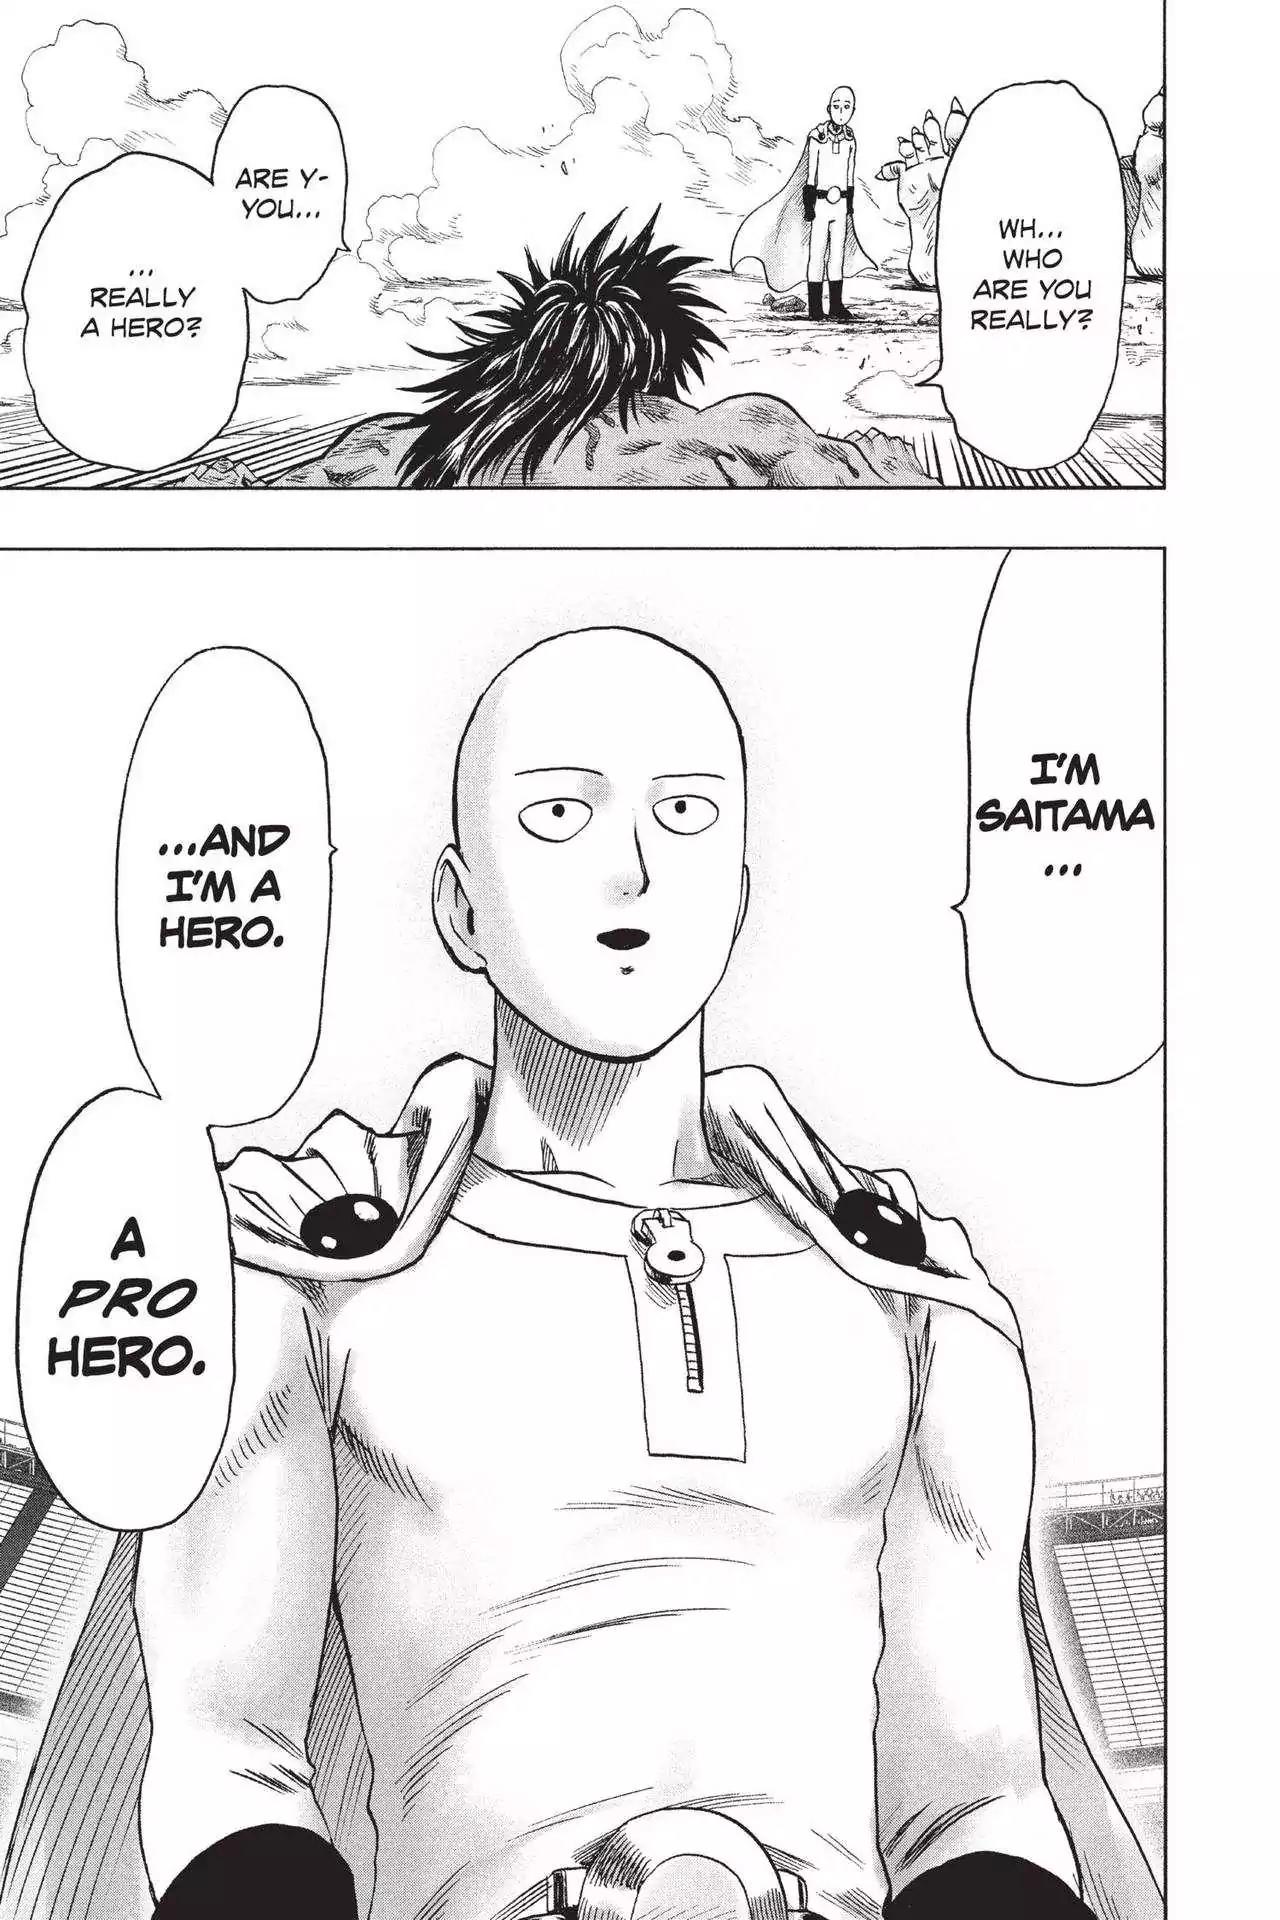 WH...
WHO
ARE YOU
REALLY?
ARE Y-
YOU...
...
REALLY
A HERO?
I'M
SAITAMA
...
...AND
I'M A
HERO.
A
PRO
HERO.